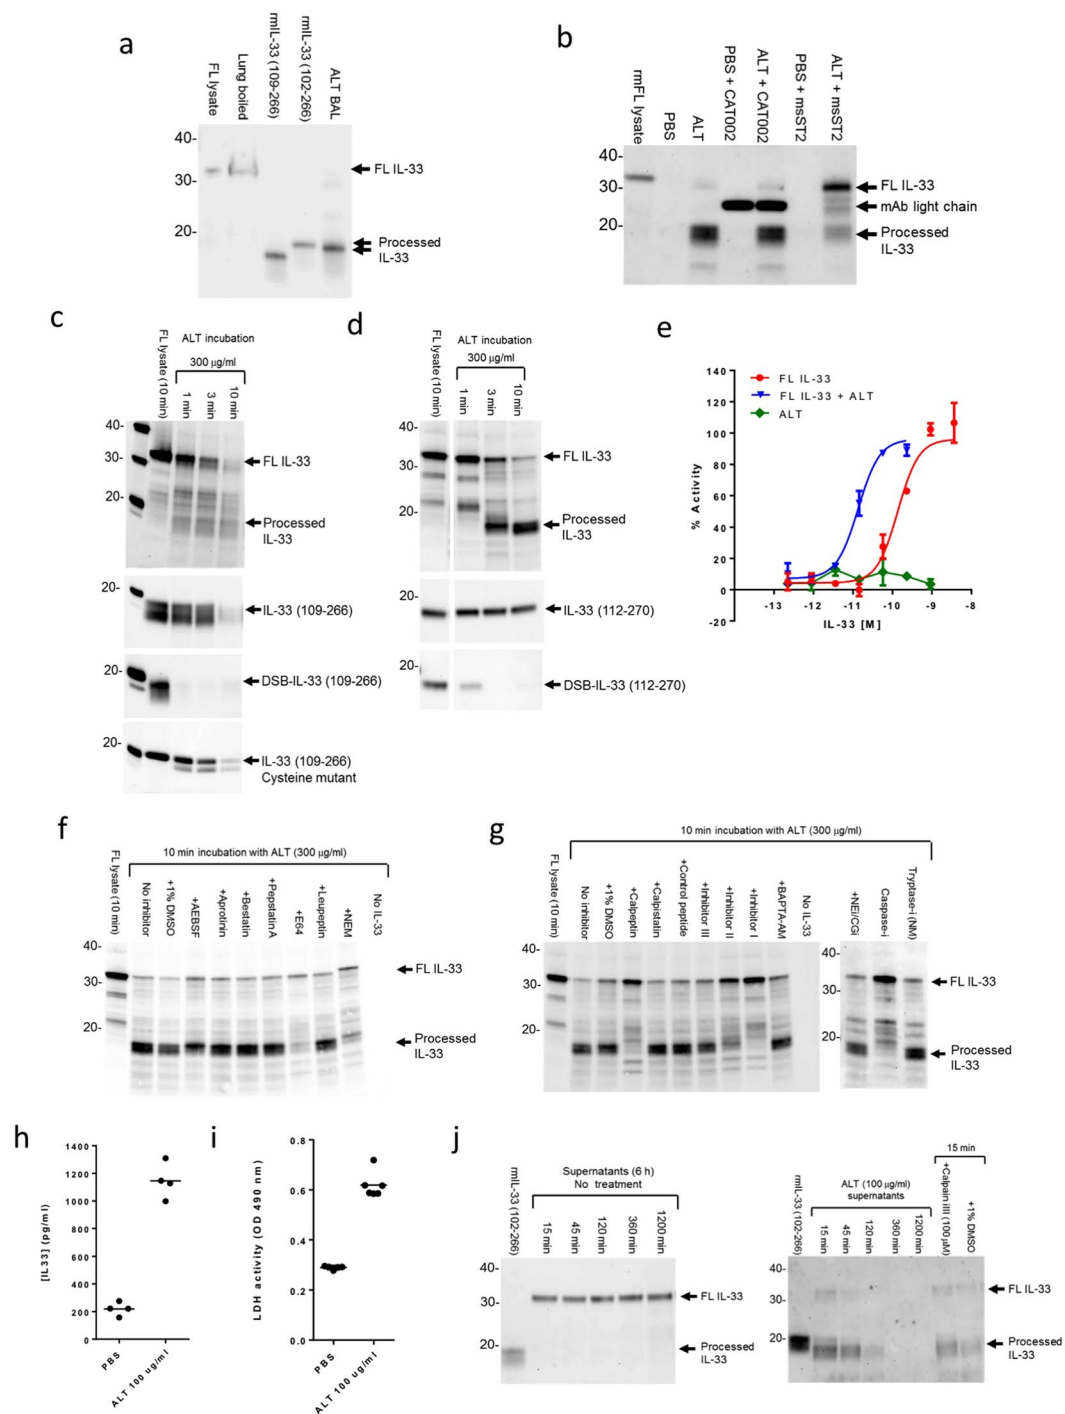 a
FL lysate
Lung boiled
rmIL-33 (109-266)
rmIL-33 (102-266)
ALT BAL
40-
30-
20-
FL IL-33
Processed
IL-33
b
rmFL lysate
PBS
ALT
PBS + CAT002
ALT + CAT002
PBS + msST2
ALT + msST2
40-
30-
20-
FL IL-33
mAb light chain
Processed
IL-33
c
FL lysate (10 min)
ALT incubation
300 µg/ml
1 min
3 min
10 min
40-
30-
20-
FL IL-33
Processed
IL-33
20-
IL-33 (109-266)
20-
DSB-IL-33 (109-266)
20-
IL-33 (109-266)
Cysteine mutant
d
FL lysate (10 min)
ALT incubation
300 µg/ml
1 min
3 min
10 min
40-
30-
20-
FL IL-33
Processed
IL-33
20-
IL-33 (112-270)
20-
DSB-IL-33 (112-270)
e
FL IL-33
FL IL-33 + ALT
ALT
% Activity
140
120
100
80
60
40
20
0
-20
-13 -12 -11 -10 -9 -8
IL-33 [M]
f
10 min incubation with ALT (300 µg/ml)
FL lysate (10 min)
No inhibitor
+1% DMSO
+AEBSF
+Aprotinin
+Bestatin
+Pepstatin A
+E64
+Leupeptin
+NEM
No IL-33
40-
30-
20-
FL IL-33
Processed
IL-33
g
10 min incubation with ALT (300 µg/ml)
FL lysate (10 min)
No inhibitor
+1% DMSO
+Calpeptin
+Calpistatin
+Control peptide
+Inhibitor III
+Inhibitor II
+Inhibitor I
+BAPTA-AM
No IL-33
+NEi/Gi
Caspase-i
Tryptase-i (NM)
40-
30-
20-
40-
30-
20-
FL IL-33
Processed
IL-33
h
[IL33] (pg/ml)
1400
1200
1000
800
600
400
200
0
PBS
ALT 100 ug/ml
i
LDH activity (OD 490 nm)
0.8
0.6
0.4
0.2
0.0
PBS
ALT 100 ug/ml
j
rmIL-33 (102-266)
Supernatants (6 h)
No treatment
15 min
45 min
120 min
360 min
1200 min
40-
30-
20-
FL IL-33
Processed
IL-33
rmIL-33 (102-266)
ALT (100 µg/ml)
supernatants
15 min
45 min
120 min
360 min
1200 min
15 min
+Calpain iIII (100 µM)
+1% DMSO
40-
30-
20-
FL IL-33
Processed
IL-33